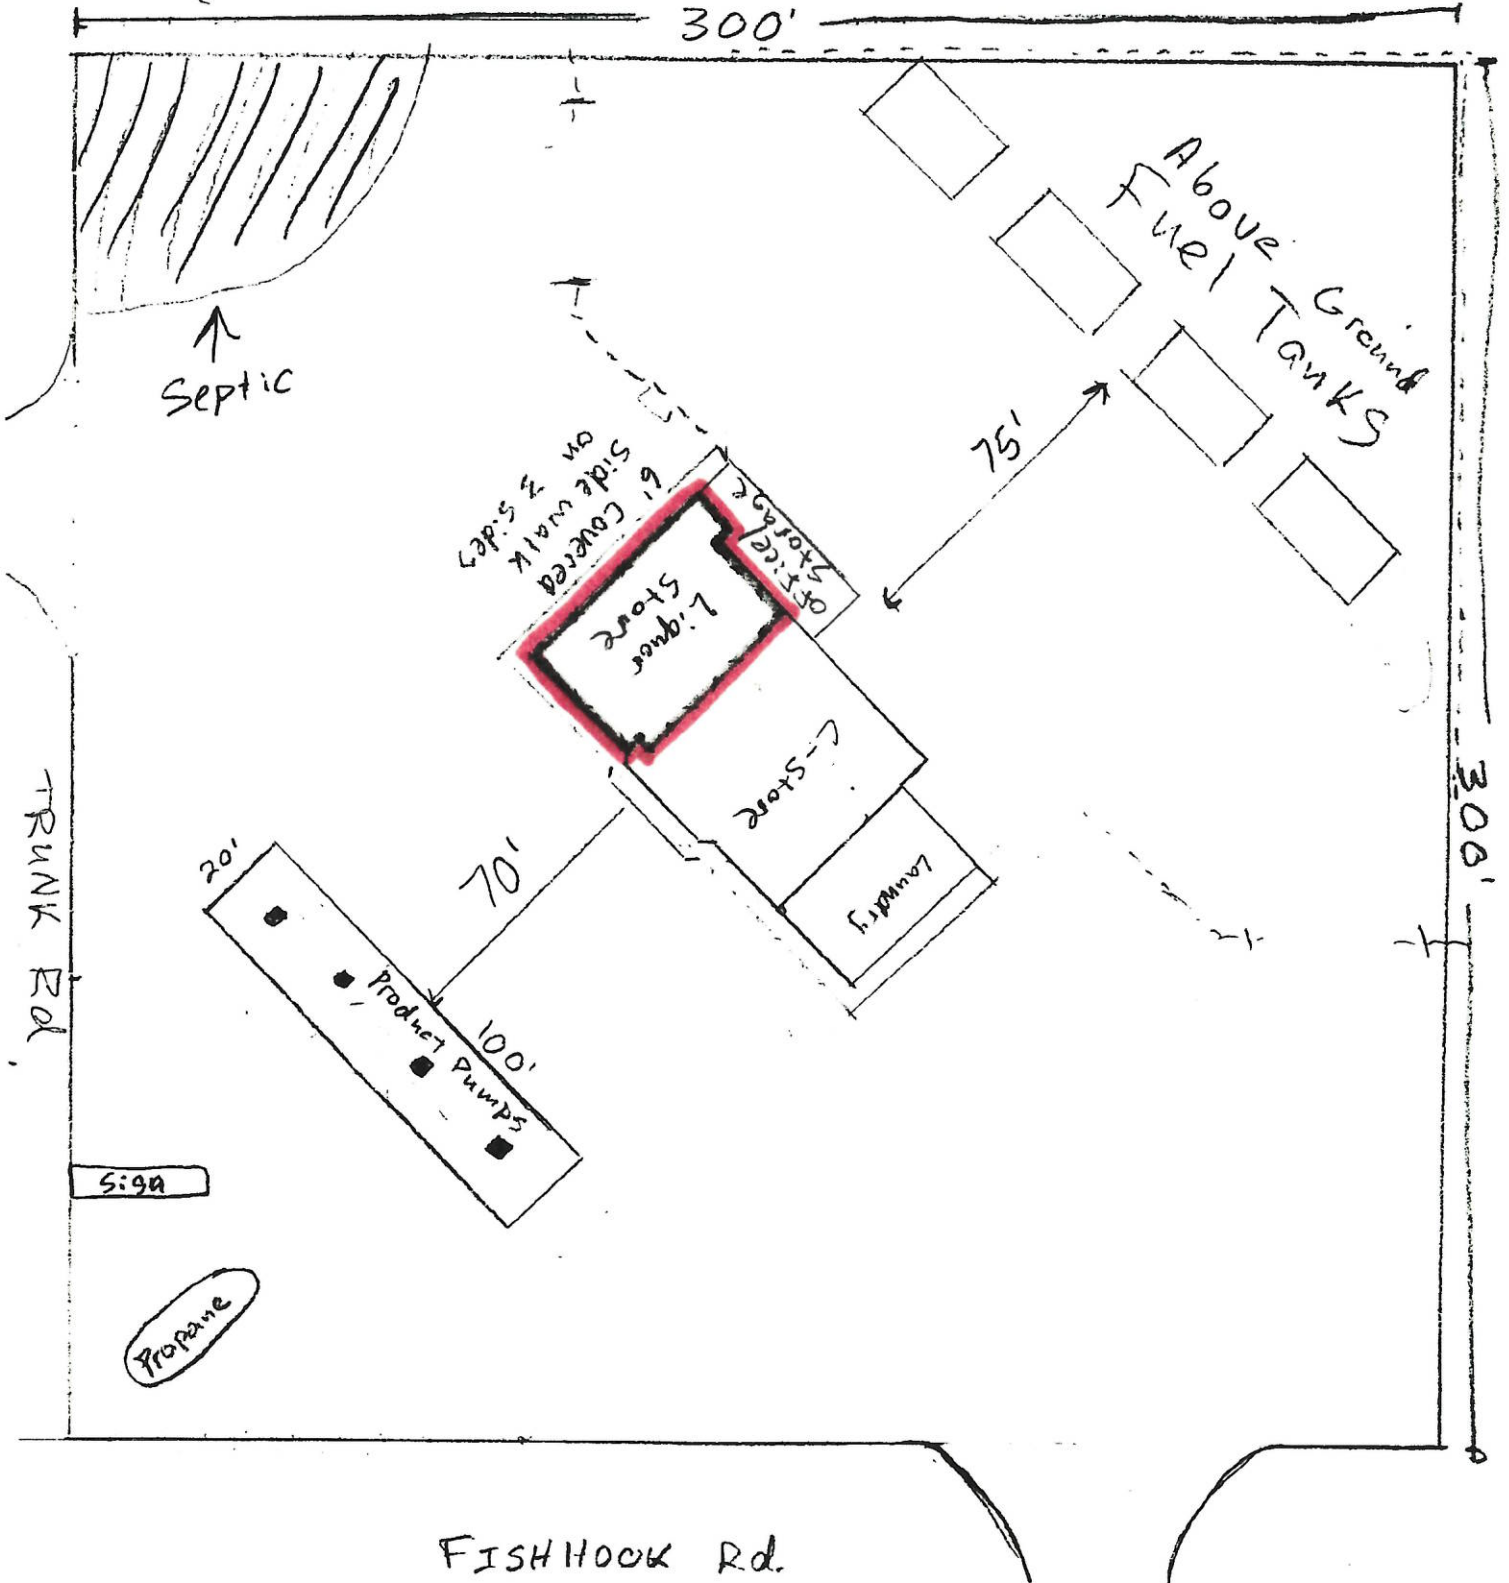 300'
Above Ground
Fuel Tanks
Septic
75'
6' Covered
Side walk
on 3 sides
office/
Storage
Liquor
Store
C-Store
300'
Laundry
70'
20'
TRUNK Rd.
Product Pumps
100'
Sign
Propane
FISHHOOK Rd.